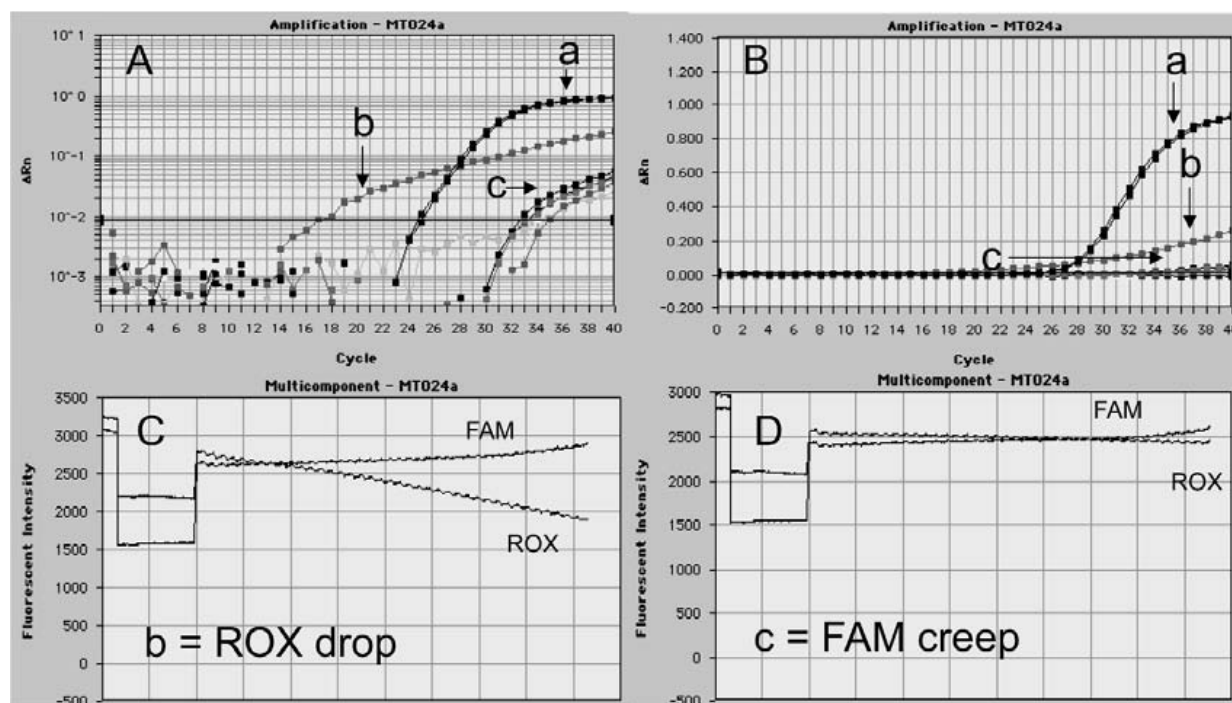 Amplification - MT024a
A
a
b
c
10^1
10^0
10^-1
10^-2
10^-3
ΔRn
0 2 4 6 8 10 12 14 16 18 20 22 24 26 28 30 32 34 36 38 40
Cycle
Amplification - MT024a
B
a
b
c
1.400
1.200
1.000
0.800
0.600
0.400
0.200
0.000
-0.200
ΔRn
0 2 4 6 8 10 12 14 16 18 20 22 24 26 28 30 32 34 36 38 40
Cycle
Multicomponent - MT024a
C
FAM
ROX
3500
3000
2500
2000
1500
1000
500
0
-500
Fluorescent Intensity
b = ROX drop
Multicomponent - MT024a
D
FAM
ROX
3000
2500
2000
1500
1000
500
0
-500
Fluorescent Intensity
c = FAM creep